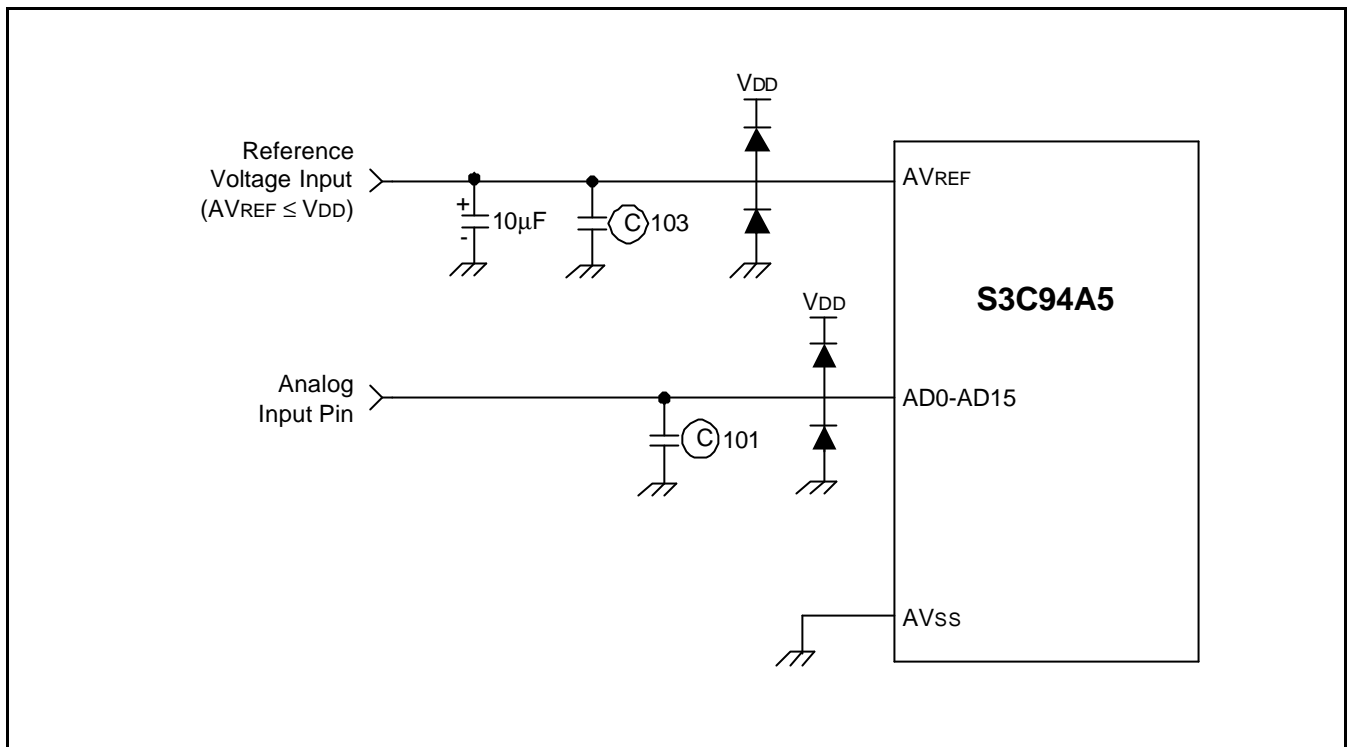 VDD
Reference
Voltage Input
(AVREF ≤ VDD)
AVREF
+
10µF
-
C 103
S3C94A5
VDD
Analog
Input Pin
AD0-AD15
C 101
AVSS